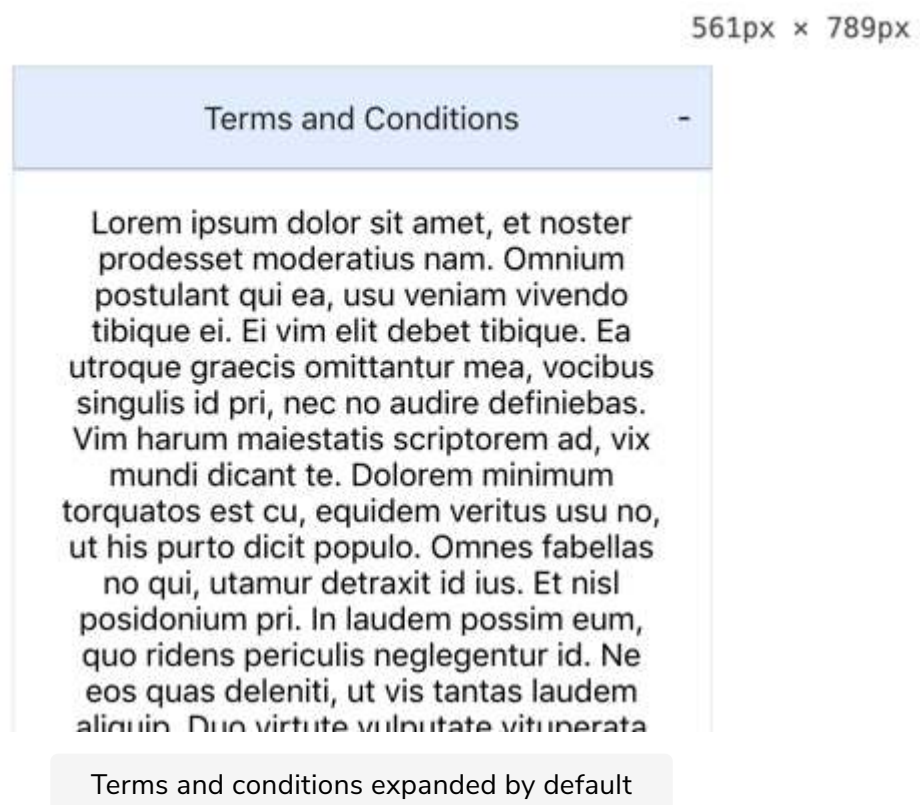 561px × 789px
Terms and Conditions -
Lorem ipsum dolor sit amet, et noster
prodesset moderatius nam. Omnium
postulant qui ea, usu veniam vivendo
tibique ei. Ei vim elit debet tibique. Ea
utroque graecis omittantur mea, vocibus
singulis id pri, nec no audire definiebas.
Vim harum maiestatis scriptorem ad, vix
mundi dicant te. Dolorem minimum
torquatos est cu, equidem veritus usu no,
ut his purto dicit populo. Omnes fabellas
no qui, utamur detraxit id ius. Et nisl
posidonium pri. In laudem possim eum,
quo ridens periculis neglegentur id. Ne
eos quas deleniti, ut vis tantas laudem
aliquip. Duo virtute vulputate vituperata
Terms and conditions expanded by default